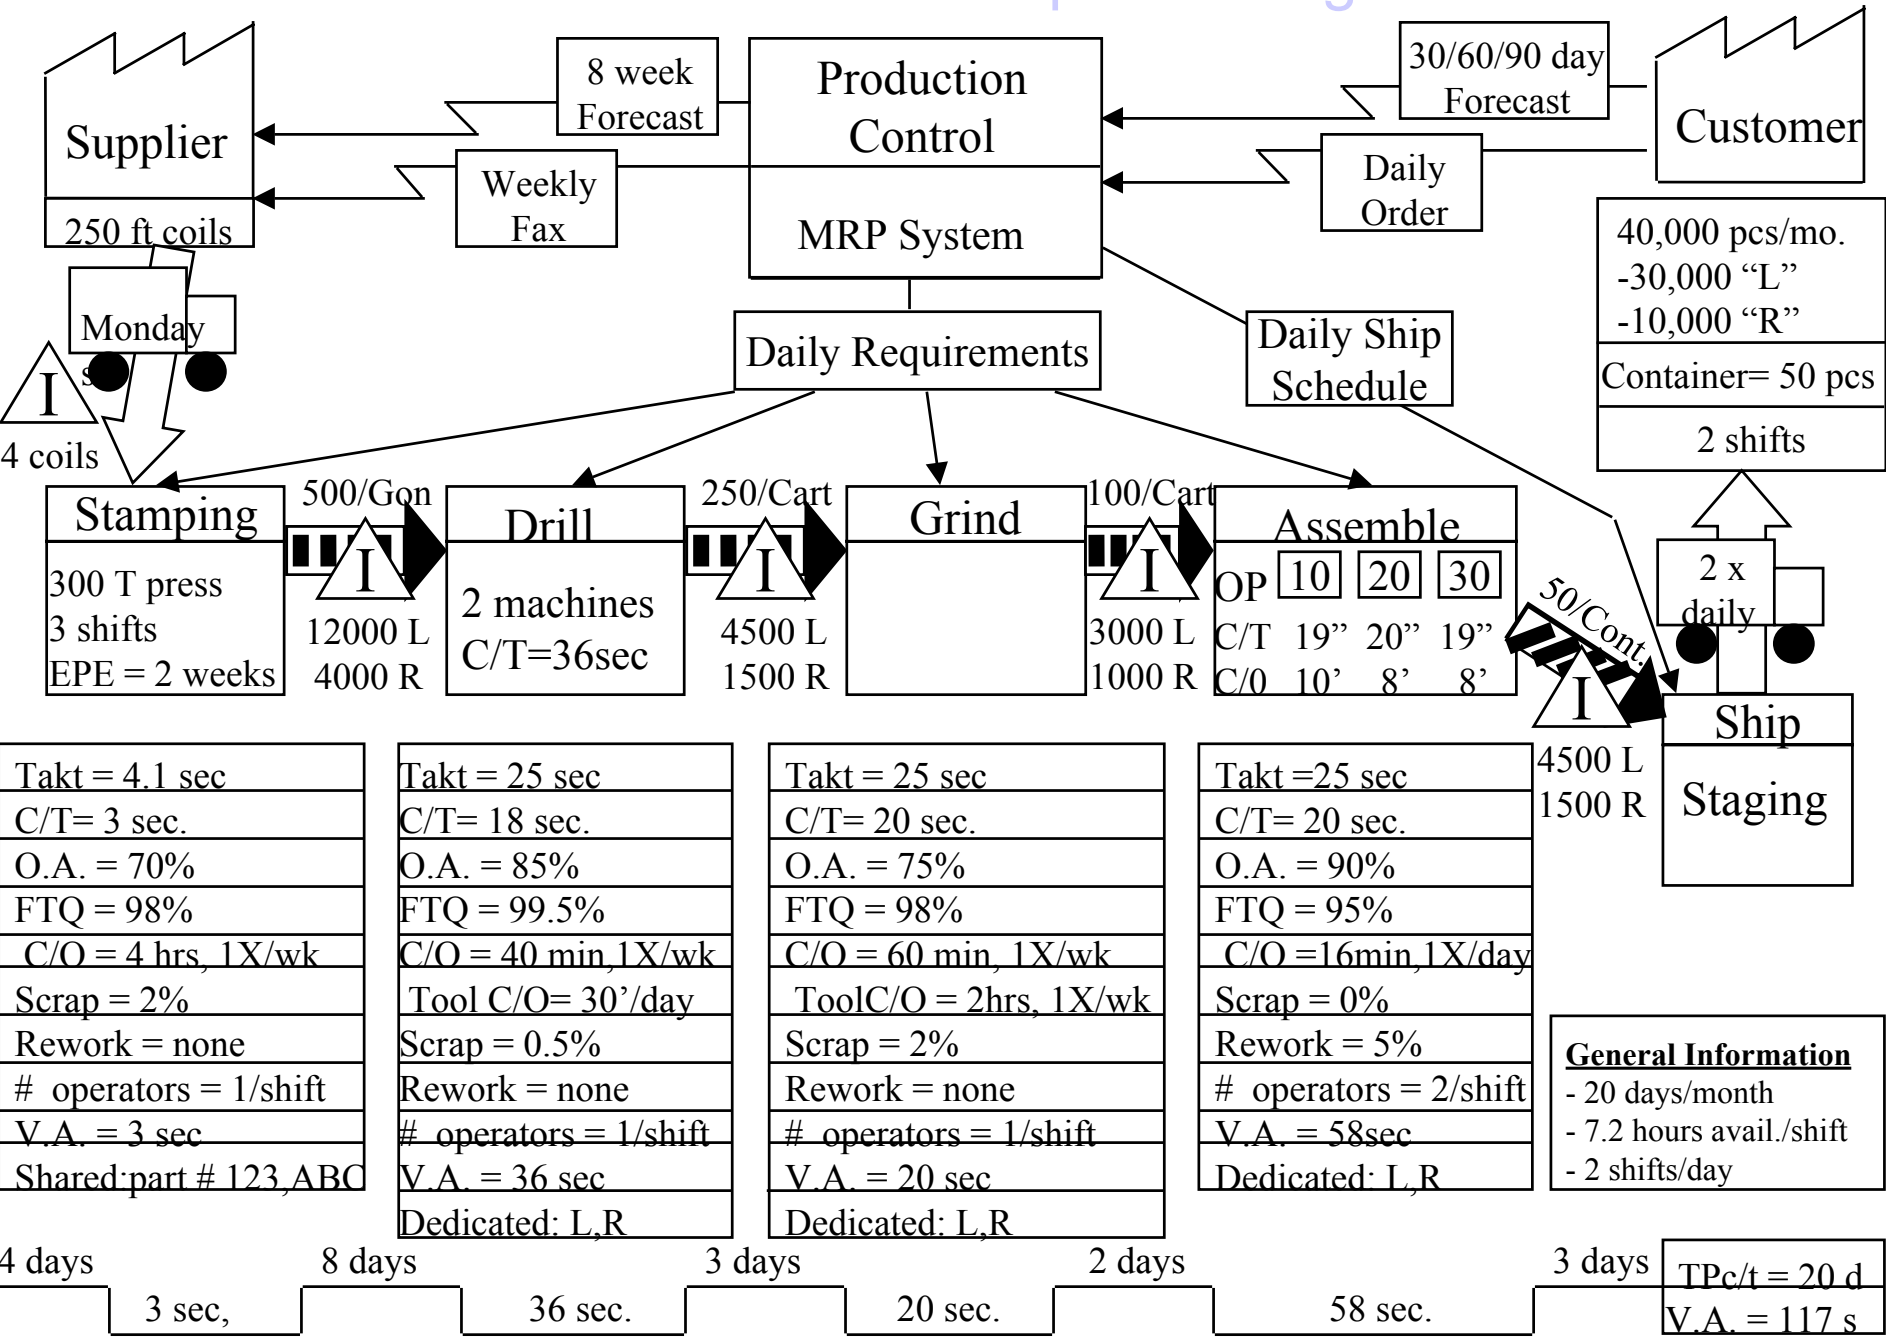 8 week
Forecast
Production
Control
30/60/90 day
Forecast
Supplier
Customer
Weekly
Fax
Daily
Order
MRP System
250 ft coils
40,000 pcs/mo.
-30,000 “L”
-10,000 “R”
Container= 50 pcs
2 shifts
Monday
s
I
4 coils
Daily Requirements
Daily Ship
Schedule
Stamping
300 T press
3 shifts
EPE = 2 weeks
500/Gon
I
12000 L
4000 R
Drill
2 machines
C/T=36sec
250/Cart
I
4500 L
1500 R
Grind
100/Cart
I
3000 L
1000 R
Assemble
OP 10 20 30
C/T 19” 20” 19”
C/0 10’ 8’ 8’
50/Cont.
I
4500 L
1500 R
2 x
daily
Ship
Staging
Takt = 4.1 sec
C/T= 3 sec.
O.A. = 70%
FTQ = 98%
C/O = 4 hrs, 1X/wk
Scrap = 2%
Rework = none
# operators = 1/shift
V.A. = 3 sec
Shared:part # 123,ABC
Takt = 25 sec
C/T= 18 sec.
O.A. = 85%
FTQ = 99.5%
C/O = 40 min,1X/wk
Tool C/O= 30’/day
Scrap = 0.5%
Rework = none
# operators = 1/shift
V.A. = 36 sec
Dedicated: L,R
Takt = 25 sec
C/T= 20 sec.
O.A. = 75%
FTQ = 98%
C/O = 60 min, 1X/wk
ToolC/O = 2hrs, 1X/wk
Scrap = 2%
Rework = none
# operators = 1/shift
V.A. = 20 sec
Dedicated: L,R
Takt =25 sec
C/T= 20 sec.
O.A. = 90%
FTQ = 95%
C/O =16min,1X/day
Scrap = 0%
Rework = 5%
# operators = 2/shift
V.A. = 58sec
Dedicated: L,R
General Information
- 20 days/month
- 7.2 hours avail./shift
- 2 shifts/day
4 days
3 sec,
8 days
36 sec.
3 days
20 sec.
2 days
58 sec.
3 days
TPc/t = 20 d
V.A. = 117 s